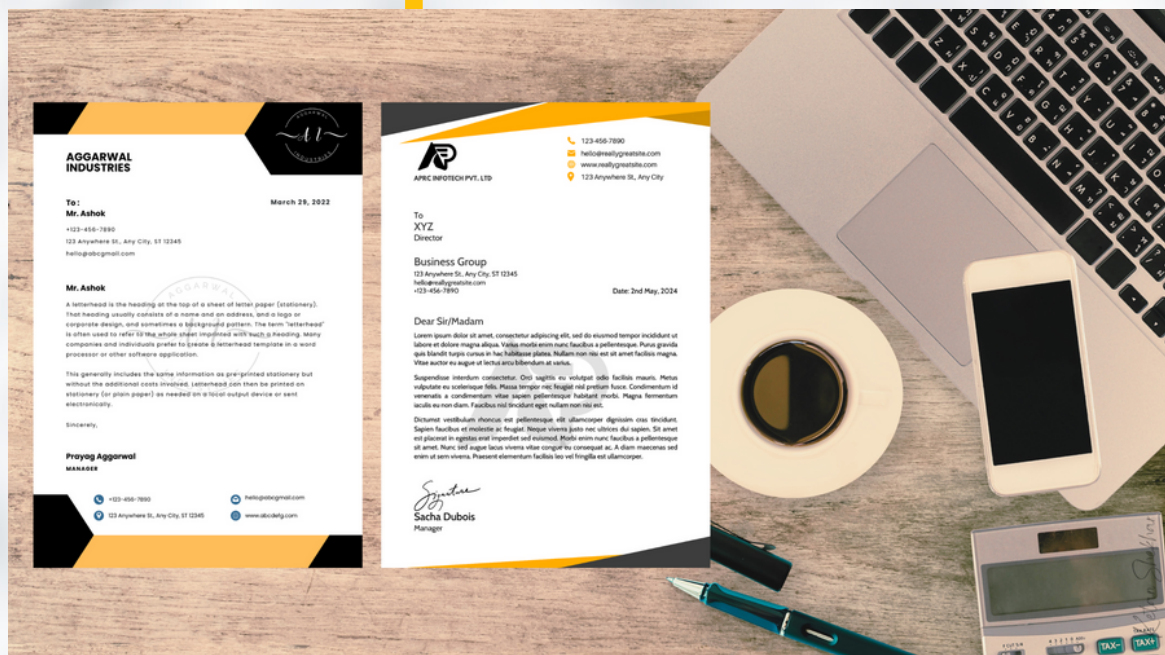 AGGARWAL
INDUSTRIES
AGGARWAL
INDUSTRIES
To :
March 29, 2022
Mr. Ashok
+123-456-7890
123 Anywhere St., Any City, ST 12345
hello@abcgmail.com
Mr. Ashok
AGGARWAL
A letterhead is the heading at the top of a sheet of letter paper (stationery).
That heading usually consists of a name and an address, and a logo or
corporate design, and sometimes a background pattern. The term "letterhead"
is often used to refer to the whole sheet imprinted with such a heading. Many
companies and individuals prefer to create a letterhead template in a word
processor or other software application.
This generally includes the same information as pre-printed stationery but
without the additional costs involved. Letterhead can then be printed on
stationery (or plain paper) as needed on a local output device or sent
electronically.
Sincerely,
Prayag Aggarwal
MANAGER
+123-456-7890
hello@abcgmail.com
123 Anywhere St., Any City, ST 12345
www.abcdefg.com
AP
APRC INFOTECH PVT. LTD
123-456-7890
hello@reallygreatsite.com
www.reallygreatsite.com
123 Anywhere St., Any City
To
XYZ
Director
Business Group
123 Anywhere St., Any City, ST 12345
hello@reallygreatsite.com
+123-456-7890
Date: 2nd May, 2024
Dear Sir/Madam
Lorem ipsum dolor sit amet, consectetur adipiscing elit, sed do eiusmod tempor incididunt ut
labore et dolore magna aliqua. Varius morbi enim nunc faucibus a pellentesque. Purus gravida
quis blandit turpis cursus in hac habitasse platea. Nullam non nisi est sit amet facilisis magna.
Vitae auctor eu augue ut lectus arcu bibendum at varius.
Suspendisse interdum consectetur. Orci sagittis eu volutpat odio facilisis mauris. Metus
vulputate eu scelerisque felis. Massa tempor nec feugiat nisl pretium fusce. Condimentum id
venenatis a condimentum vitae sapien pellentesque habitant morbi. Magna fermentum
iaculis eu non diam. Faucibus nisl tincidunt eget nullam non nisi est.
Dictumst vestibulum rhoncus est pellentesque elit ullamcorper dignissim cras tincidunt.
Sapien faucibus et molestie ac feugiat. Neque viverra justo nec ultrices dui sapien. Sit amet
est placerat in egestas erat imperdiet sed euismod. Morbi enim nunc faucibus a pellentesque
sit amet. Nunc sed augue lacus viverra vitae congue eu consequat ac. A diam maecenas sed
enim ut sem viverra. Praesent elementum facilisis leo vel fringilla est ullamcorper.
AP
Signature
Sacha Dubois
Manager
TAX-
TAX+